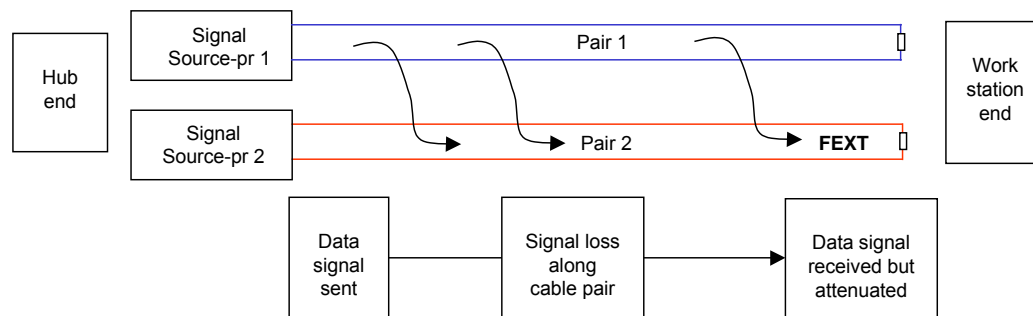 Hub
end
Signal
Source-pr 1
Pair 1
Work
station
end
Signal
Source-pr 2
Pair 2
FEXT
Data
signal
sent
Signal loss
along
cable pair
Data signal
received but
attenuated